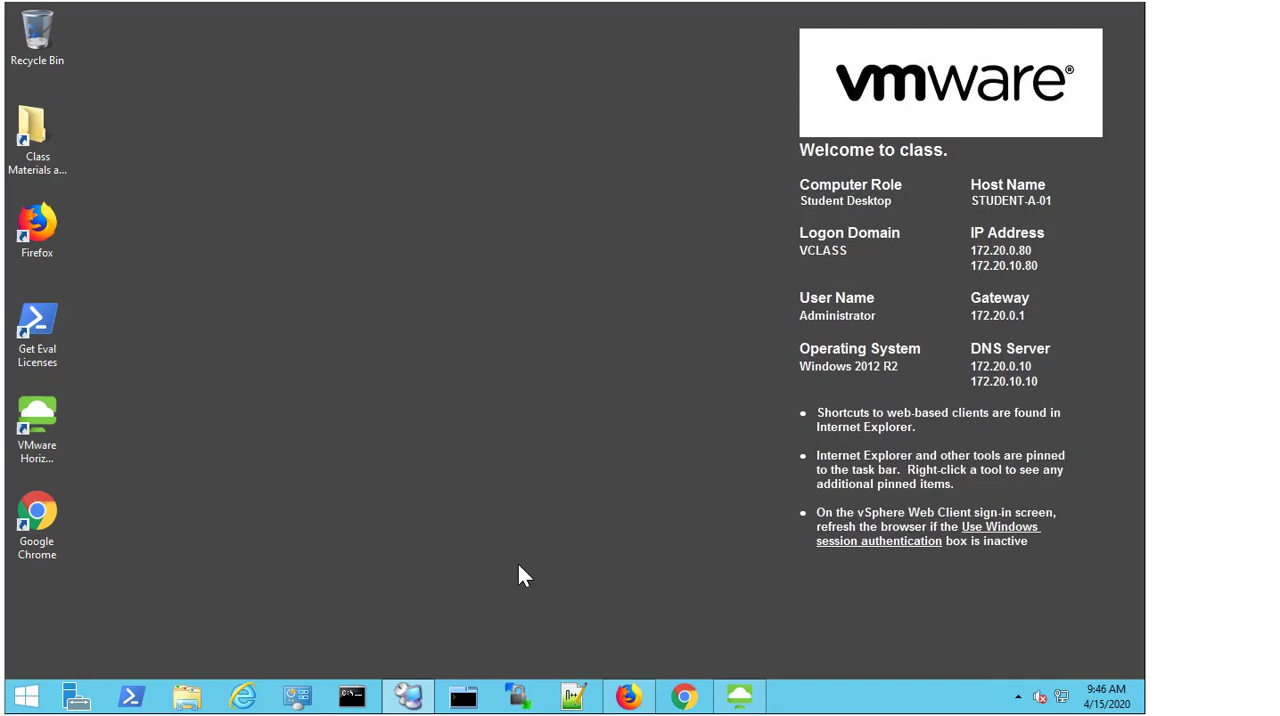 Recycle Bin
Class
Materials a...
Firefox
Get Eval
Licenses
VMware
Horiz...
Google
Chrome
vmware®
Welcome to class.
Computer Role
Student Desktop
Host Name
STUDENT-A-01
Logon Domain
VCLASS
IP Address
172.20.0.80
172.20.10.80
User Name
Administrator
Gateway
172.20.0.1
Operating System
Windows 2012 R2
DNS Server
172.20.0.10
172.20.10.10
• Shortcuts to web-based clients are found in
Internet Explorer.
• Internet Explorer and other tools are pinned
to the task bar. Right-click a tool to see any
additional pinned items.
• On the vSphere Web Client sign-in screen,
refresh the browser if the Use Windows
session authentication box is inactive
9:46 AM
4/15/2020